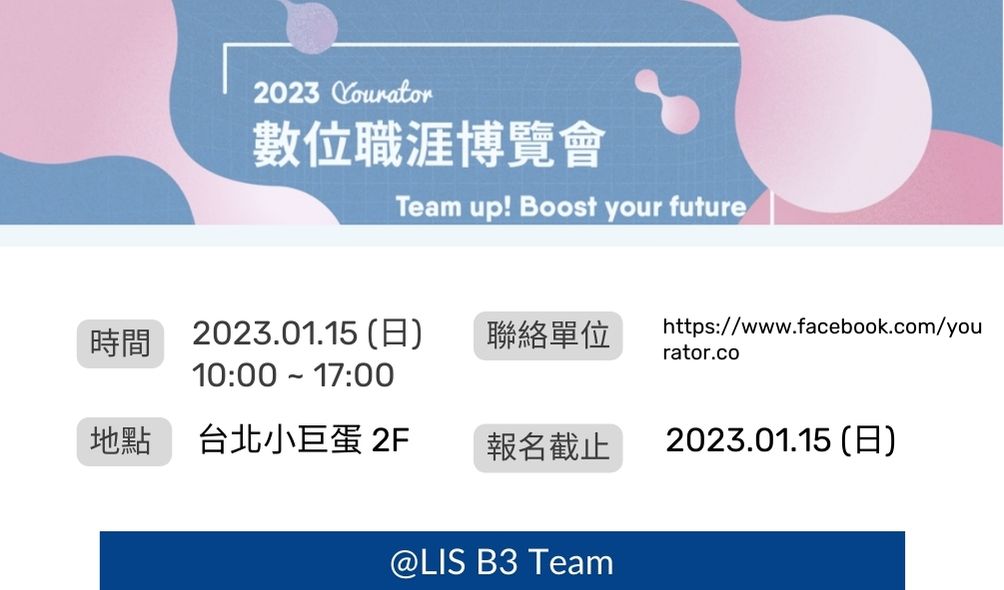 2023 Yourator
數位職涯博覽會
Team up! Boost your future
時間
2023.01.15 (日)
10:00 ~ 17:00
聯絡單位
https://www.facebook.com/you
rator.co
地點
台北小巨蛋 2F
報名截止
2023.01.15 (日)
@LIS B3 Team